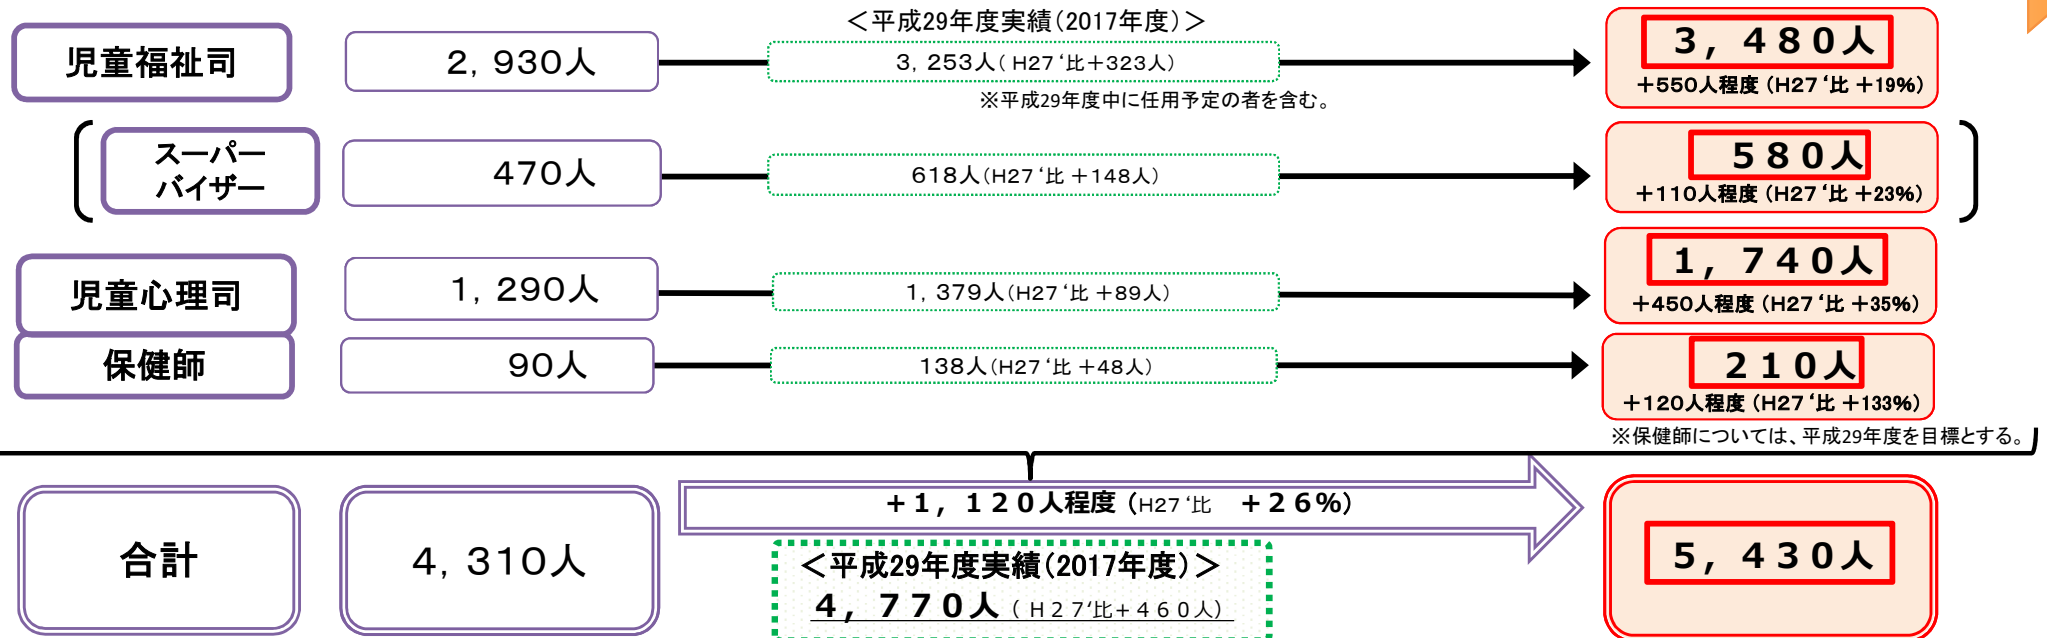 ＜平成29年度実績(2017年度)＞
児童福祉司
2，930人
3，253人( H27‘比＋323人)
3，480人
＋550人程度 (H27‘比 ＋19%)
※平成29年度中に任用予定の者を含む。
スーパー
バイザー
470人
618人(H27‘比 ＋148人)
580人
＋110人程度 (H27‘比 ＋23%)
児童心理司
1，290人
1，379人(H27‘比 ＋89人)
1，740人
＋450人程度 (H27‘比 ＋35%)
保健師
90人
138人(H27‘比 ＋48人)
210人
＋120人程度 (H27‘比 ＋133%)
※保健師については、平成29年度を目標とする。
＋1，120人程度 (H27‘比 ＋26%)
合計
4，310人
5，430人
＜平成29年度実績(2017年度)＞
4，770人 ( H27‘比＋460人)